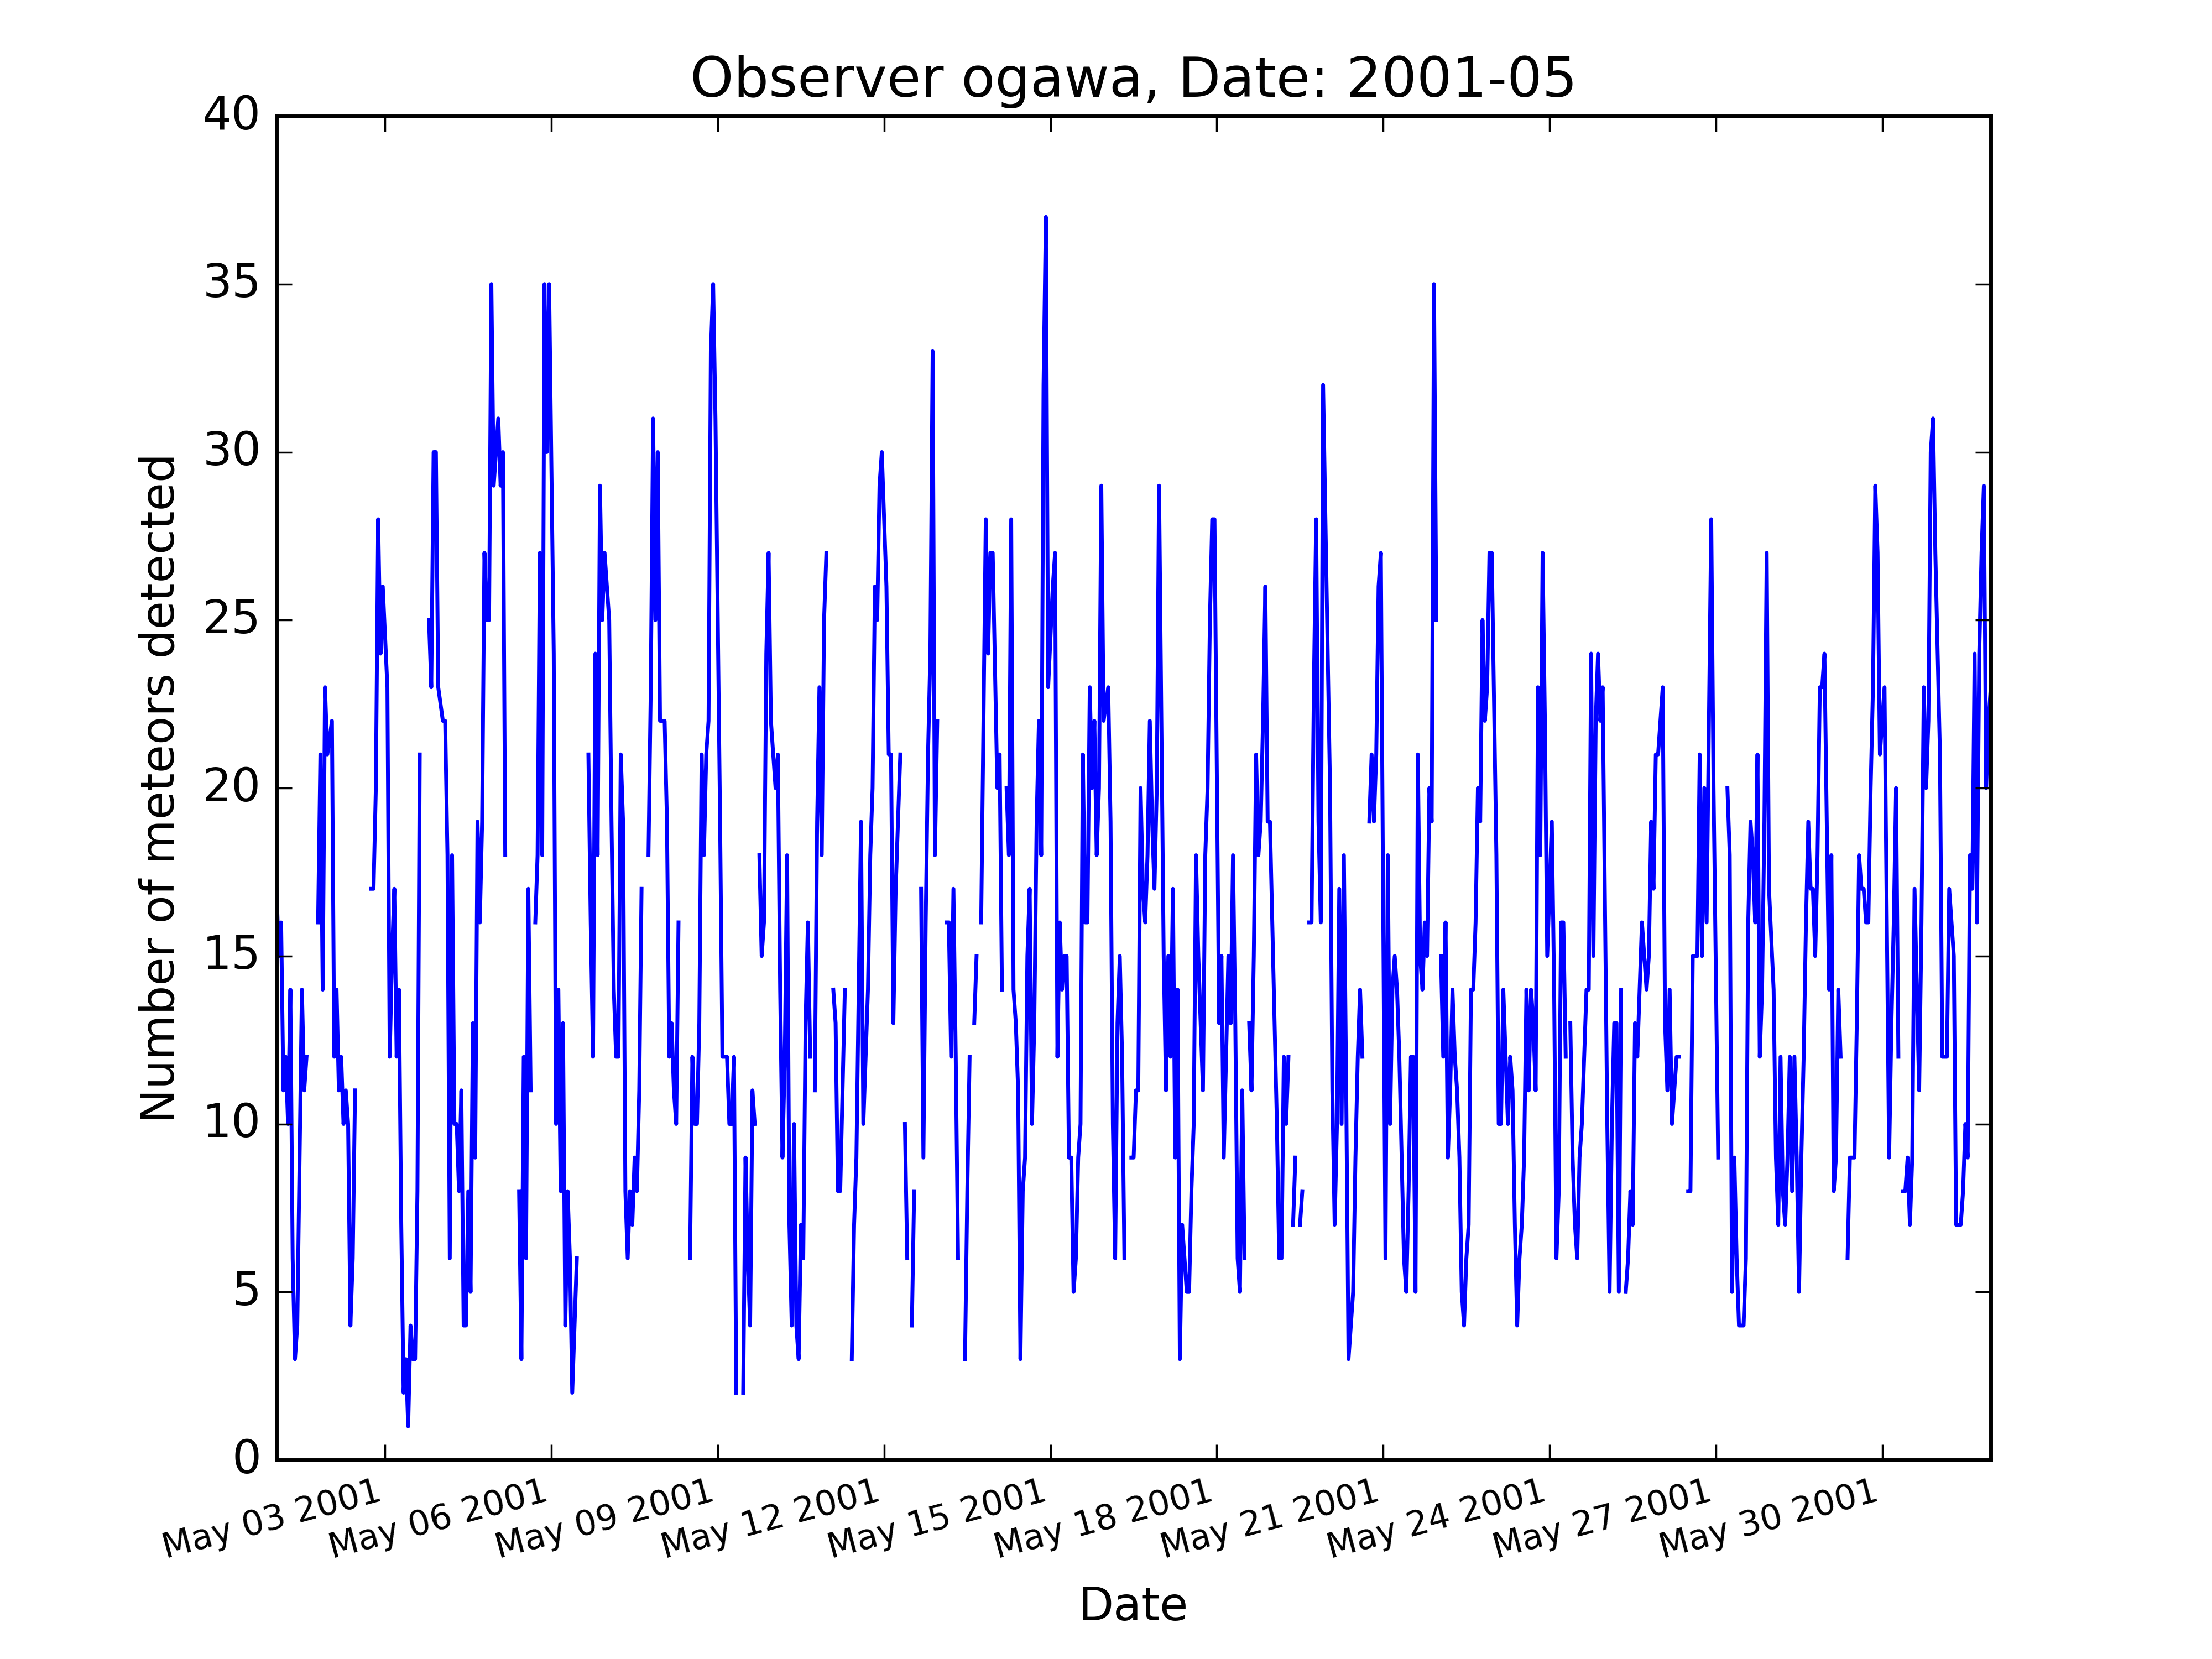 Observer ogawa, Date: 2001-05
Number of meteors detected
40
35
30
25
20
15
10
5
0
May 03 2001
May 06 2001
May 09 2001
May 12 2001
May 15 2001
May 18 2001
May 21 2001
May 24 2001
May 27 2001
May 30 2001
Date